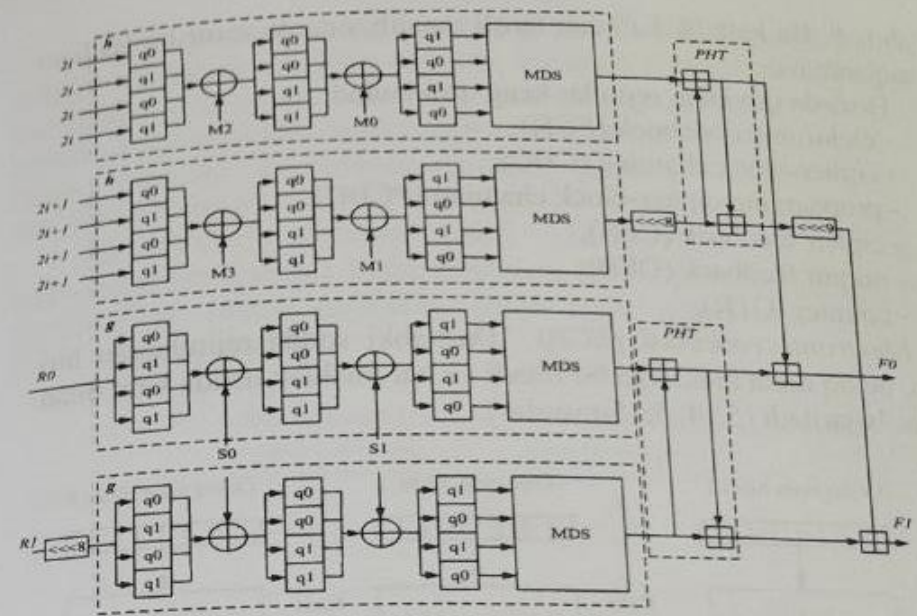 h
PHT
2i q0 q0 q1
2i q1 q0 q0 MDS
2i q0 q1 q1
2i q1 q1 q0
M2 M0
h
2i+1 q0 q0 q1
2i+1 q1 q0 q0 MDS <<<8 <<<9
2i+1 q0 q1 q1
2i+1 q1 q1 q0
M3 M1
g
PHT
q0 q0 q1
q1 q0 q0 MDS
R0 q0 q1 q1 F0
q1 q1 q0
S0 S1
g
q0 q0 q1
q1 q0 q0 MDS
R1 <<<8 q0 q1 q1 F1
q1 q1 q0